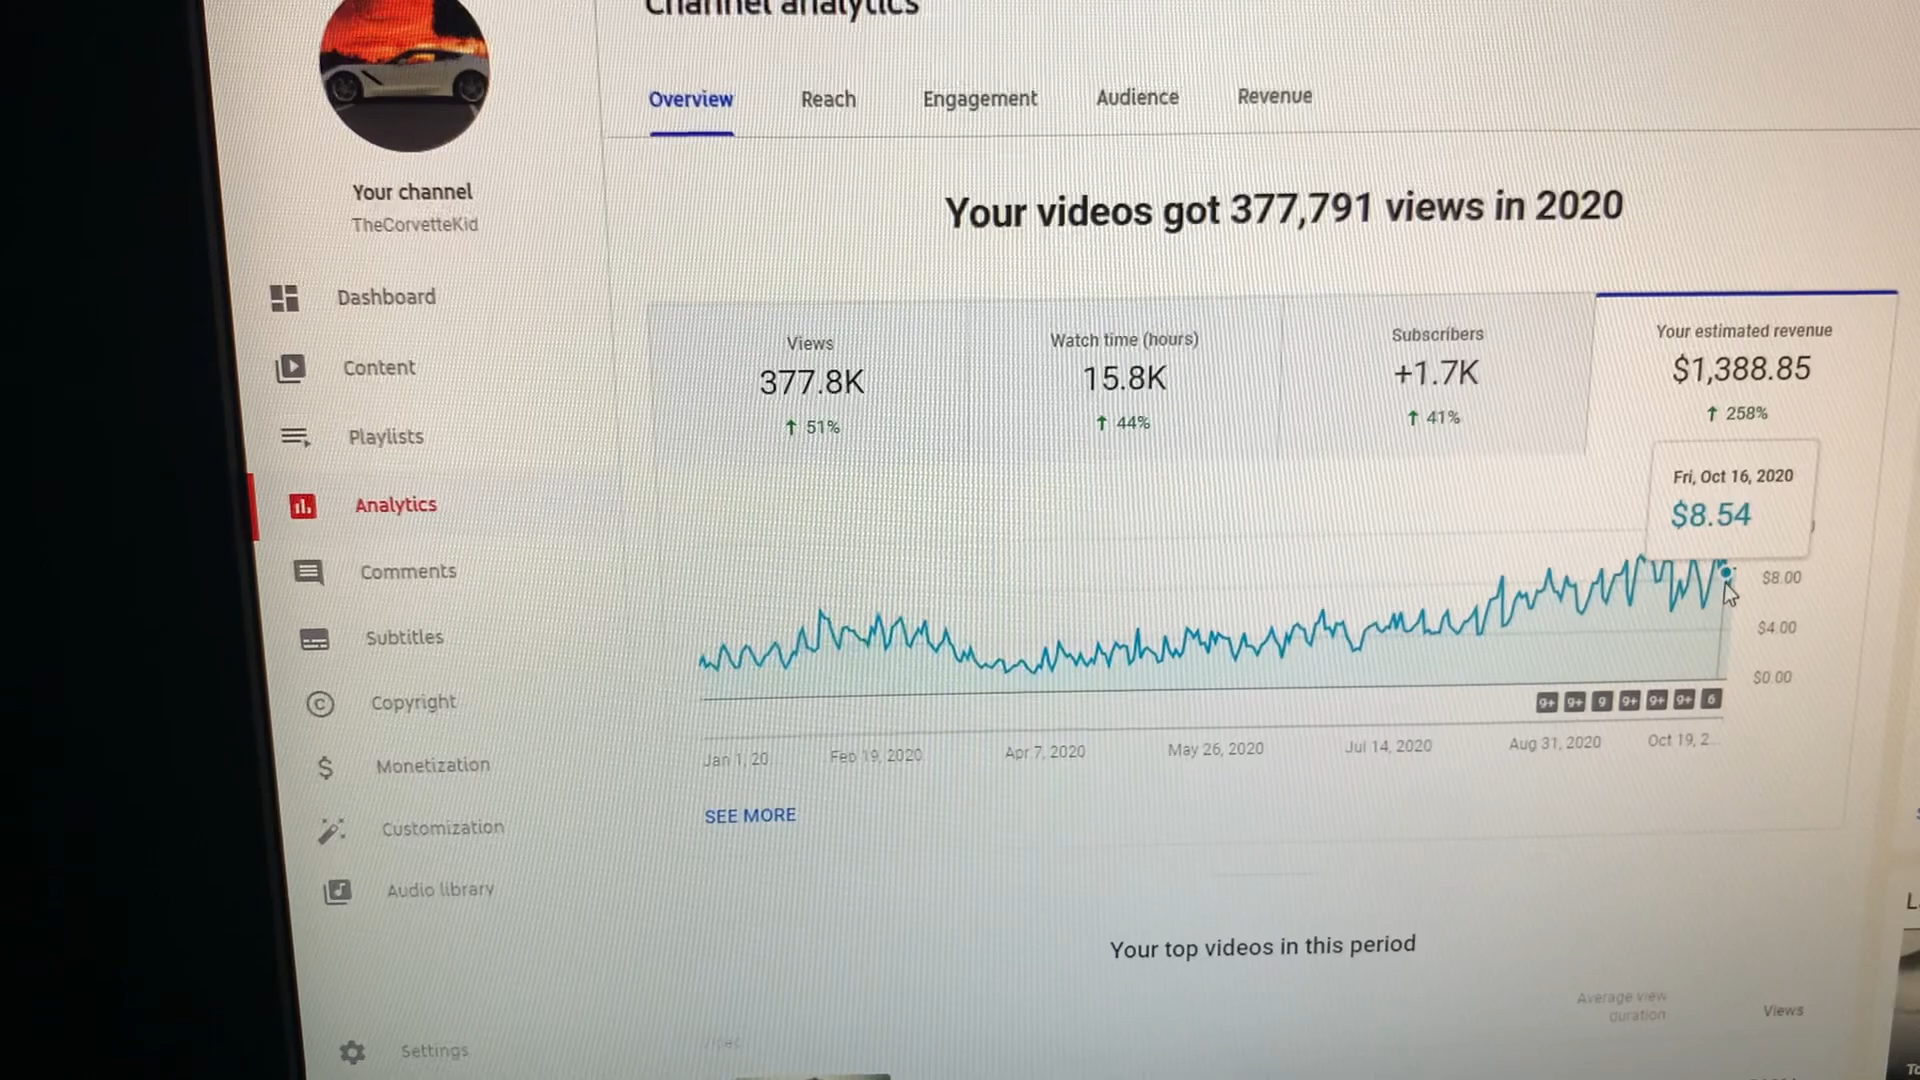 Channel analytics
Overview
Reach
Engagement
Audience
Revenue
Your channel
TheCorvetteKid
Dashboard
Content
Playlists
Analytics
Comments
Subtitles
Copyright
Monetization
Customization
Audio library
Settings
Your videos got 377,791 views in 2020
Views
377.8K
51%
Watch time (hours)
15.8K
44%
Subscribers
+1.7K
41%
Your estimated revenue
$1,388.85
258%
Fri, Oct 16, 2020
$8.54
$8.00
$4.00
$0.00
9+ 9+ 9 9+ 9+ 9+ 6
Jan 1, 20
Feb 19, 2020
Apr 7, 2020
May 26, 2020
Jul 14, 2020
Aug 31, 2020
Oct 19, 2...
SEE MORE
Your top videos in this period
Average view
duration
Views